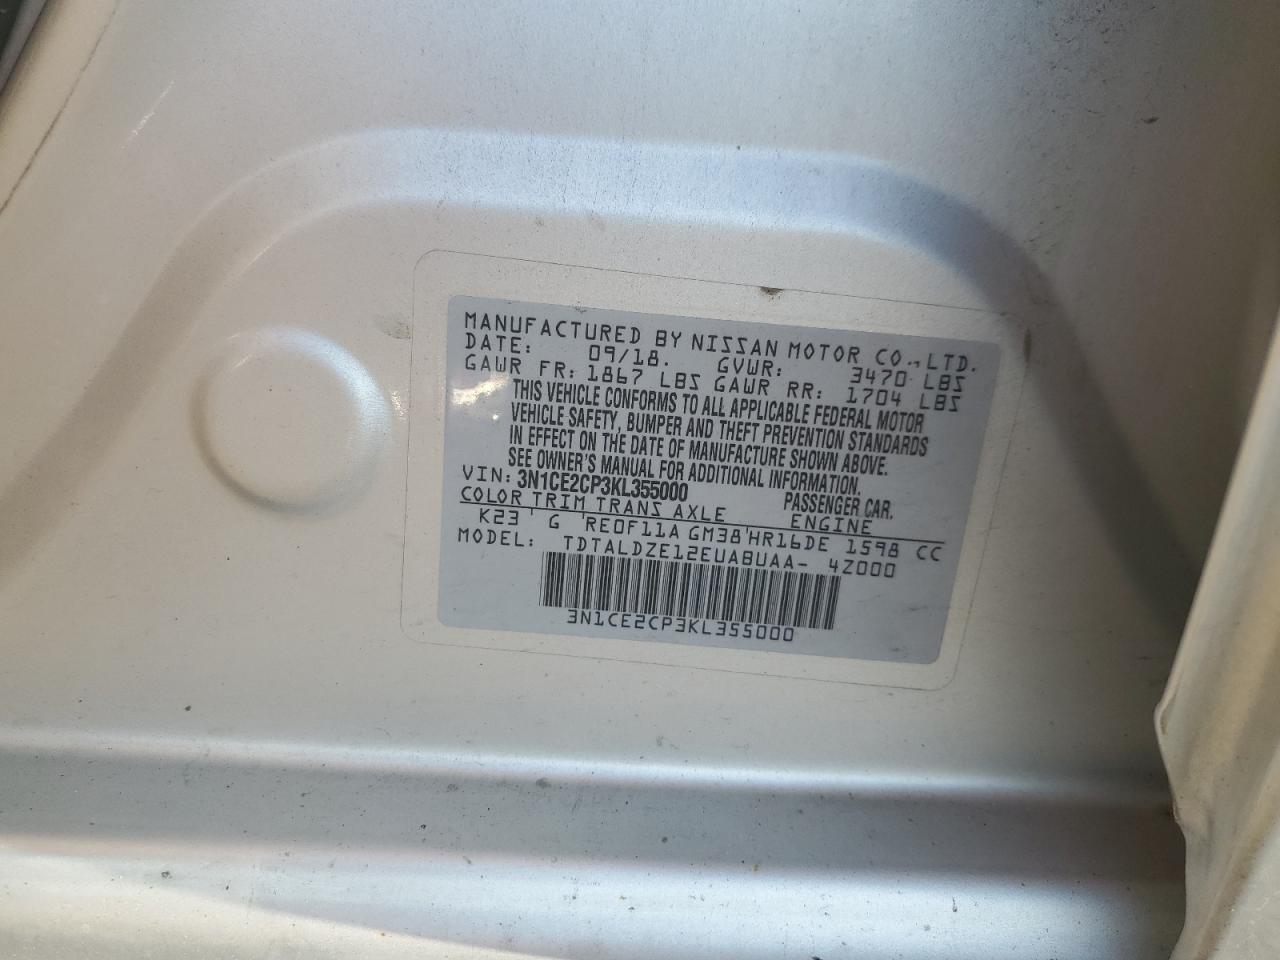 MANUFACTURED BY NISSAN MOTOR CO., LTD.
DATE: 09/18. GVWR: 3470 LBS
GAWR FR: 1867 LBS GAWR RR: 1704 LBS
THIS VEHICLE CONFORMS TO ALL APPLICABLE FEDERAL MOTOR
VEHICLE SAFETY, BUMPER AND THEFT PREVENTION STANDARDS
IN EFFECT ON THE DATE OF MANUFACTURE SHOWN ABOVE.
SEE OWNER'S MANUAL FOR ADDITIONAL INFORMATION.
VIN: 3N1CE2CP3KL355000 PASSENGER CAR.
COLOR TRIM TRANS AXLE ENGINE
K23 ' G 'RE0F11A GM38'HR16DE 1598 CC
MODEL: TDTALDZE12EUABUAA- 4Z000
3N1CE2CP3KL355000